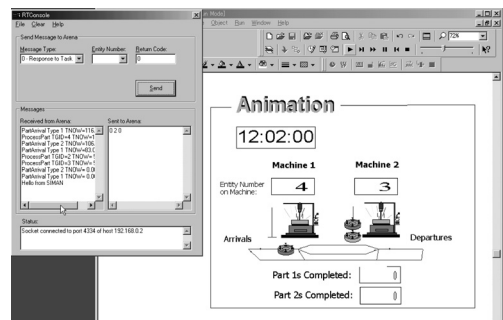 RTConsole
n Mode]
File Clear Help
Object Run Window Help
Send Message to Arena
Message Type:
Entity Number:
Return Code:
0 - Response to Task
0
72%
Send
Messages
Received from Arena:
Sent to Arena:
PartArrival Type 1 TNOW=116.
ProcessPart TGID=4 TNOW=1
PartArrival Type 2 TNOW=106.
PartArrival Type 1 TNOW=83.0
ProcessPart TGID=2 TNOW=
ProcessPart TGID=3 TNOW=
PartArrival Type 2 TNOW= 0.00
PartArrival Type 1 TNOW= 0.00
Hello from SIMAN
0 2 0
Status:
Socket connected to port 4334 of host 192.168.0.2
Animation
12:02:00
Machine 1
Machine 2
Entity Number
on Machine:
4
3
Arrivals
Departures
Part 1s Completed:
0
Part 2s Completed:
0